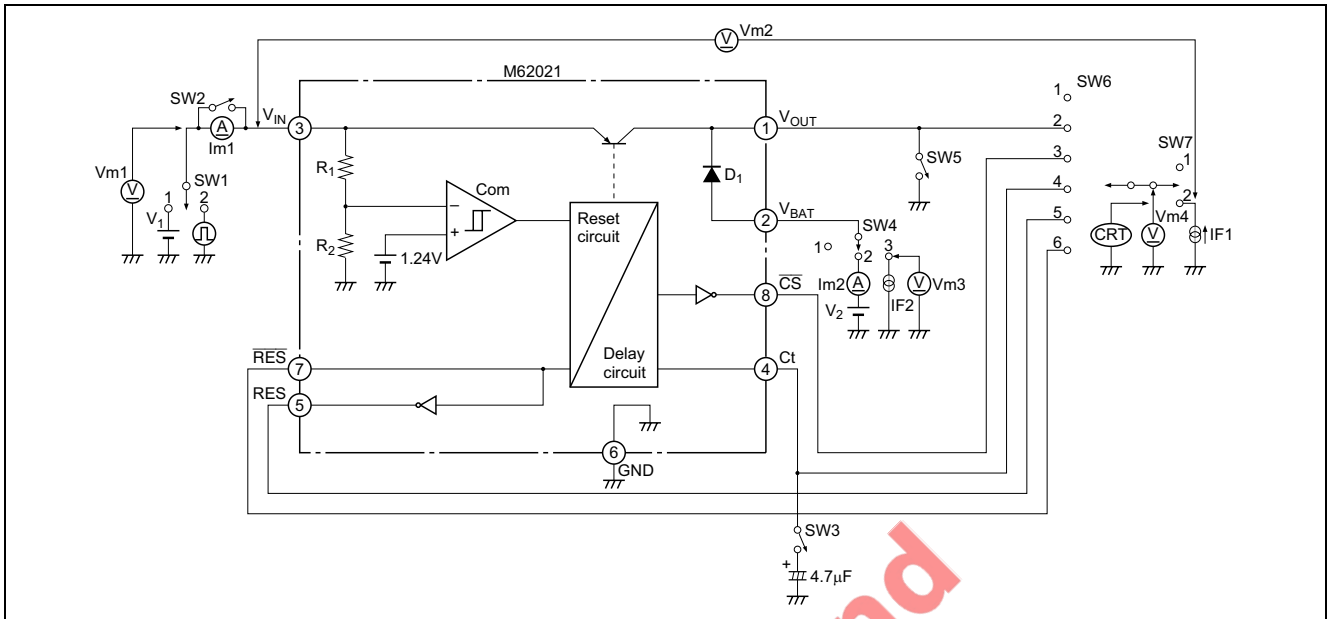 Vm2
M62021
SW6
SW2
VIN
VOUT
1
3
1
2
A
Im1
SW7
3
R1
SW5
1
Vm1
V
SW1
D1
4
Com
2
1
2
VBAT
5
Vm4
V1
2
SW4
−
Reset
circuit
CRT
V
IF1
6
+
1
3
R2
2
1.24V
Im2
A
V
Vm3
CS
8
IF2
V2
Delay
circuit
Ct
RES
7
4
RES
5
6
GND
SW3
+
4.7μF
nd